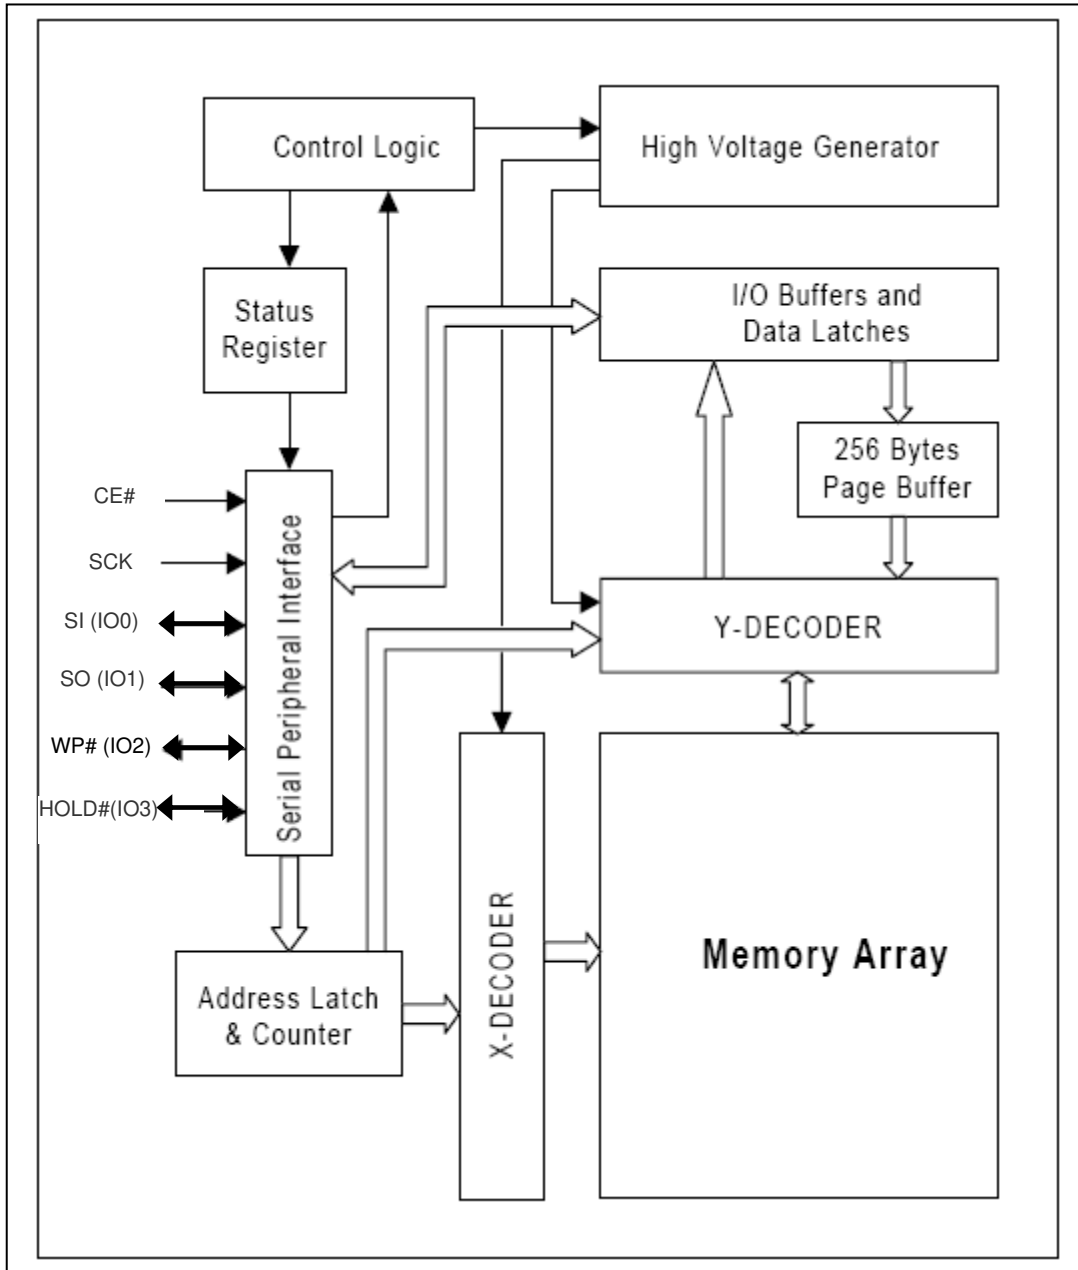 Control Logic
High Voltage Generator
Status
Register
I/O Buffers and
Data Latches
256 Bytes
Page Buffer
CE#
SCK
SI (IO0)
SO (IO1)
WP# (IO2)
HOLD#(IO3)
Serial Peripheral Interface
Y-DECODER
Address Latch
& Counter
X-DECODER
Memory Array